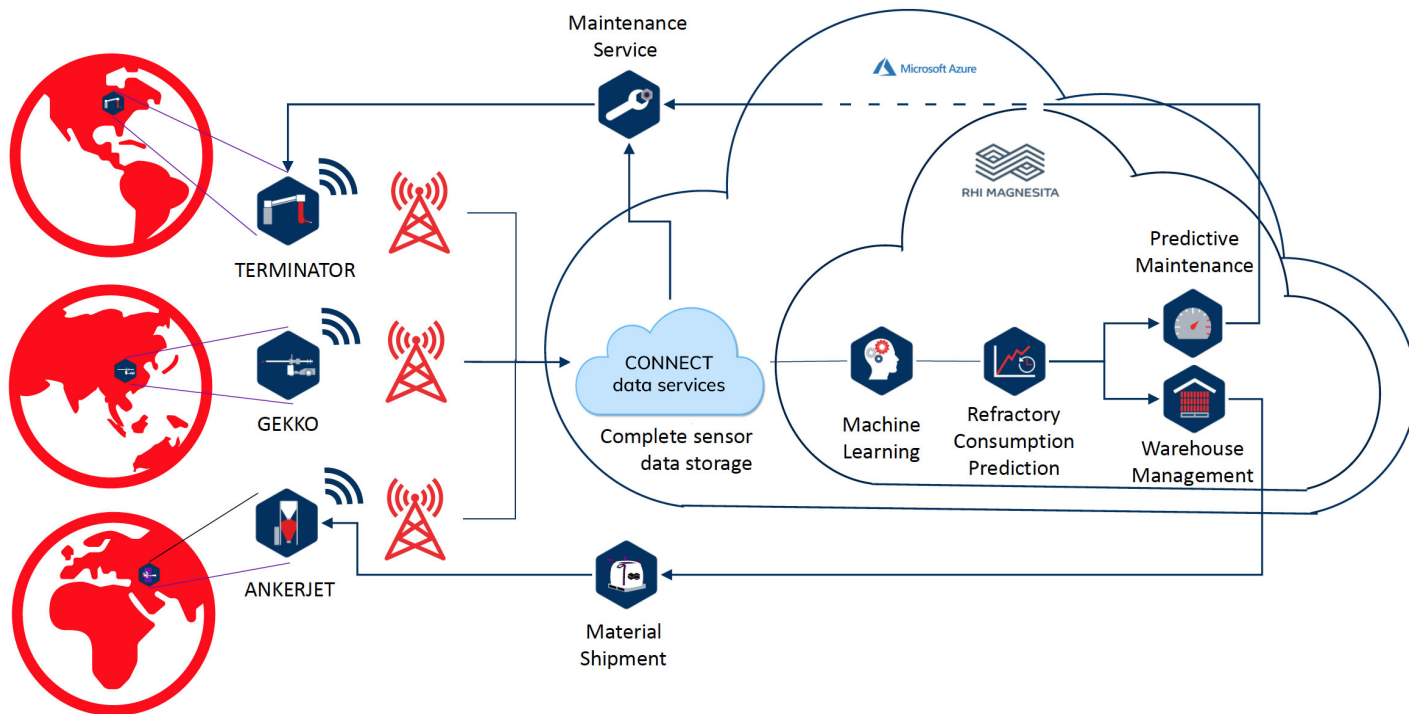 Maintenance
Service
Microsoft Azure
RHI MAGNESITA
TERMINATOR
Predictive
Maintenance
CONNECT
data services
GEKKO
Complete sensor
data storage
Machine
Learning
Refractory
Consumption
Prediction
Warehouse
Management
ANKERJET
Material
Shipment